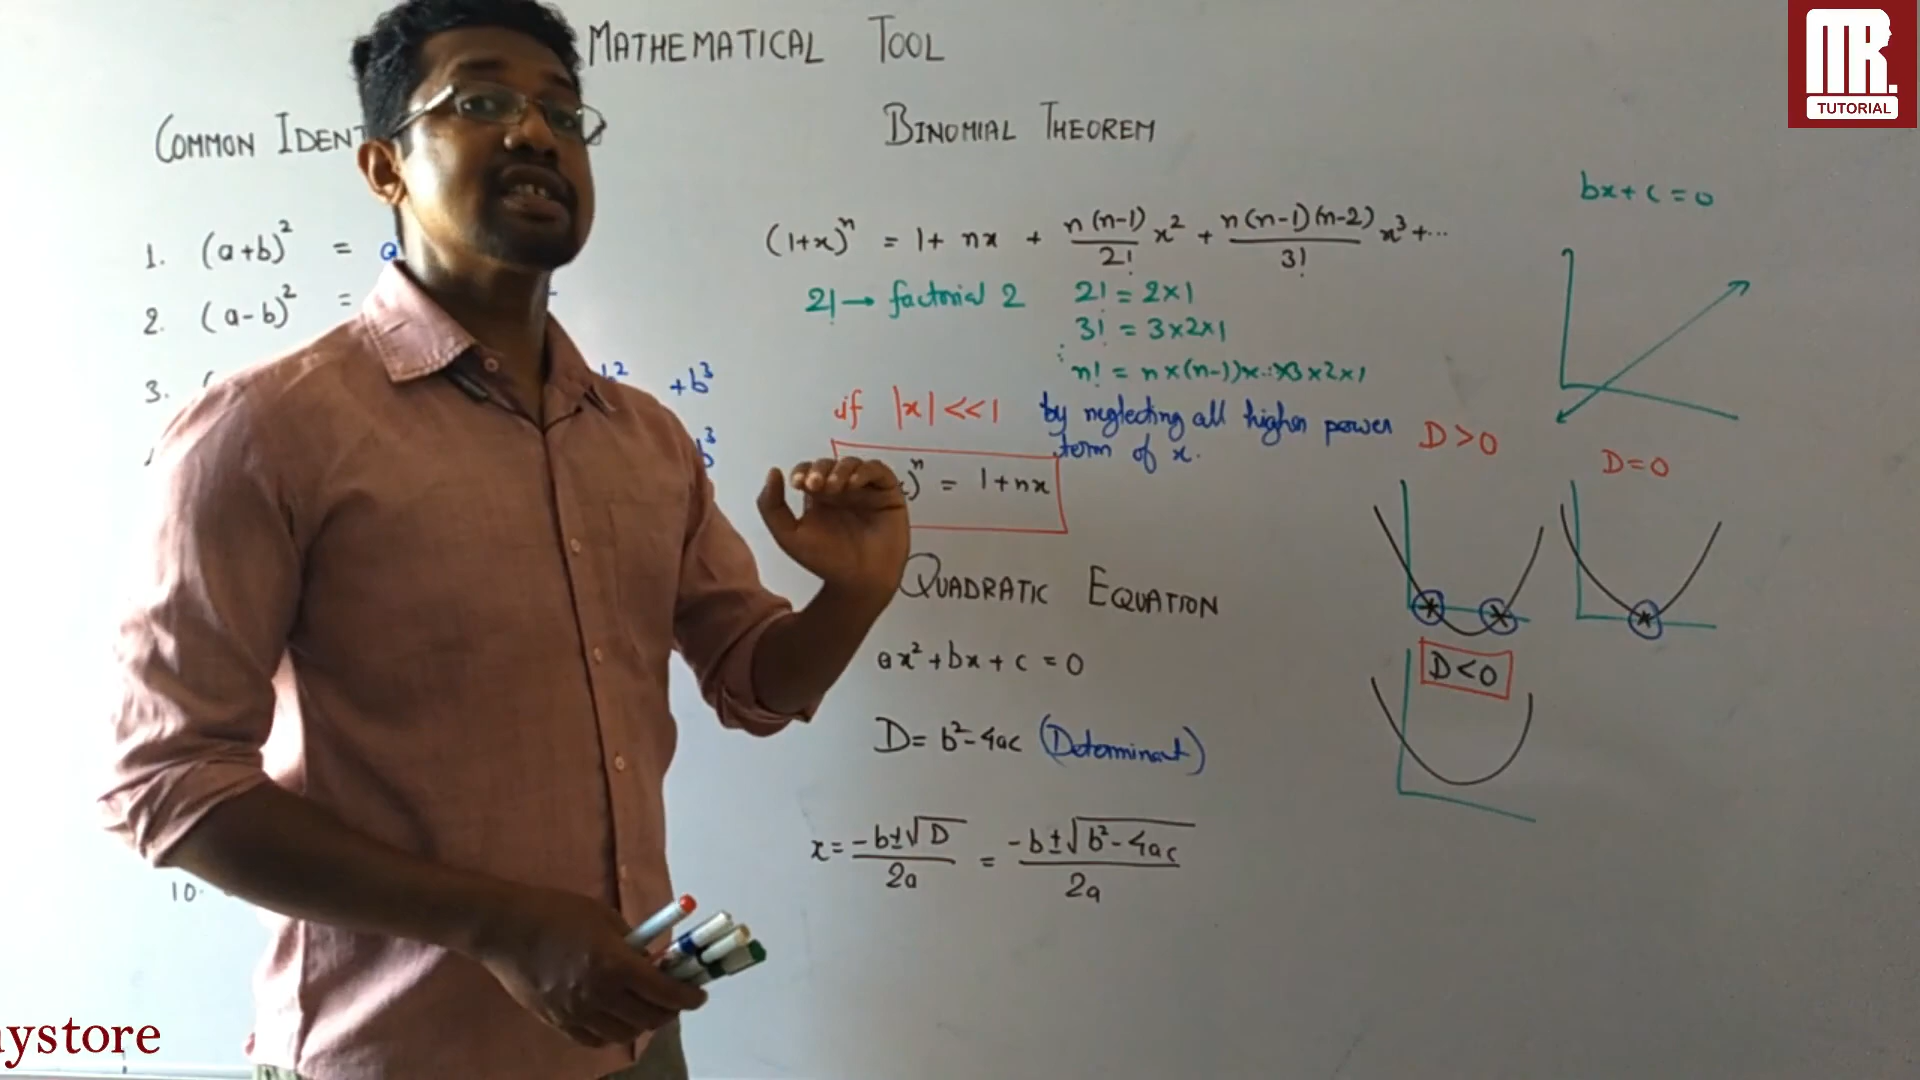 MATHEMATICAL TOOL
MR.
TUTORIAL
COMMON IDENT
1. (a+b)² = a
2. (a-b)² =
3. ( b² +b³
b³
10.
BINOMIAL THEOREM
(1+x)ⁿ = 1+ nx + n(n-1)/2! x² + n(n-1)(n-2)/3! x³ +...
2! → factorial 2
2! = 2×1
3! = 3×2×1
n! = n×(n-1))×..×3×2×1
if |x| <<1 by neglecting all higher power
term of x.
)ⁿ = 1+nx
QUADRATIC EQUATION
ax²+bx+c =0
D= b²-4ac (Determinant)
x= -b±√D/2a = -b±√b²-4ac/2a
bx+c=0
D>0
D=0
D<0
aystore